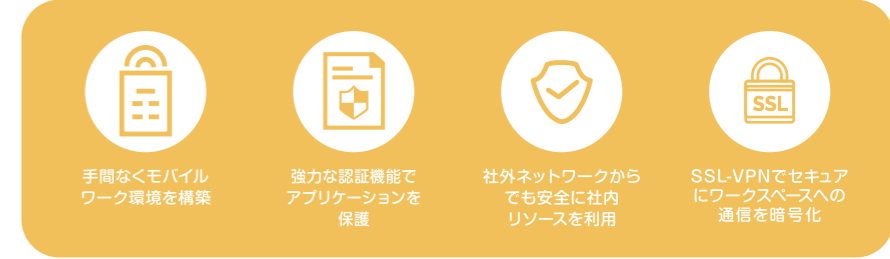 手間なくモバイル
ワーク環境を構築
強力な認証機能で
アプリケーションを
保護
社外ネットワークから
でも安全に社内
リソースを利用
SSL
SSL-VPNでセキュア
にワークスペースへの
通信を暗号化